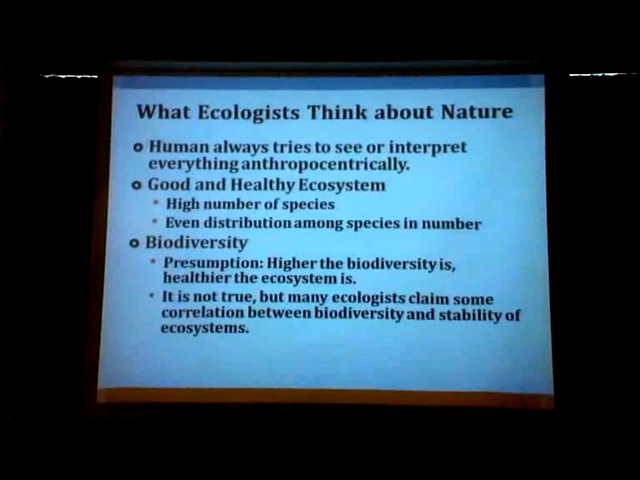 What Ecologists Think about Nature
Human always tries to see or interpret
everything anthropocentrically.
Good and Healthy Ecosystem
High number of species
Even distribution among species in number
Biodiversity
Presumption: Higher the biodiversity is,
healthier the ecosystem is.
It is not true, but many ecologists claim some
correlation between biodiversity and stability of
ecosystems.